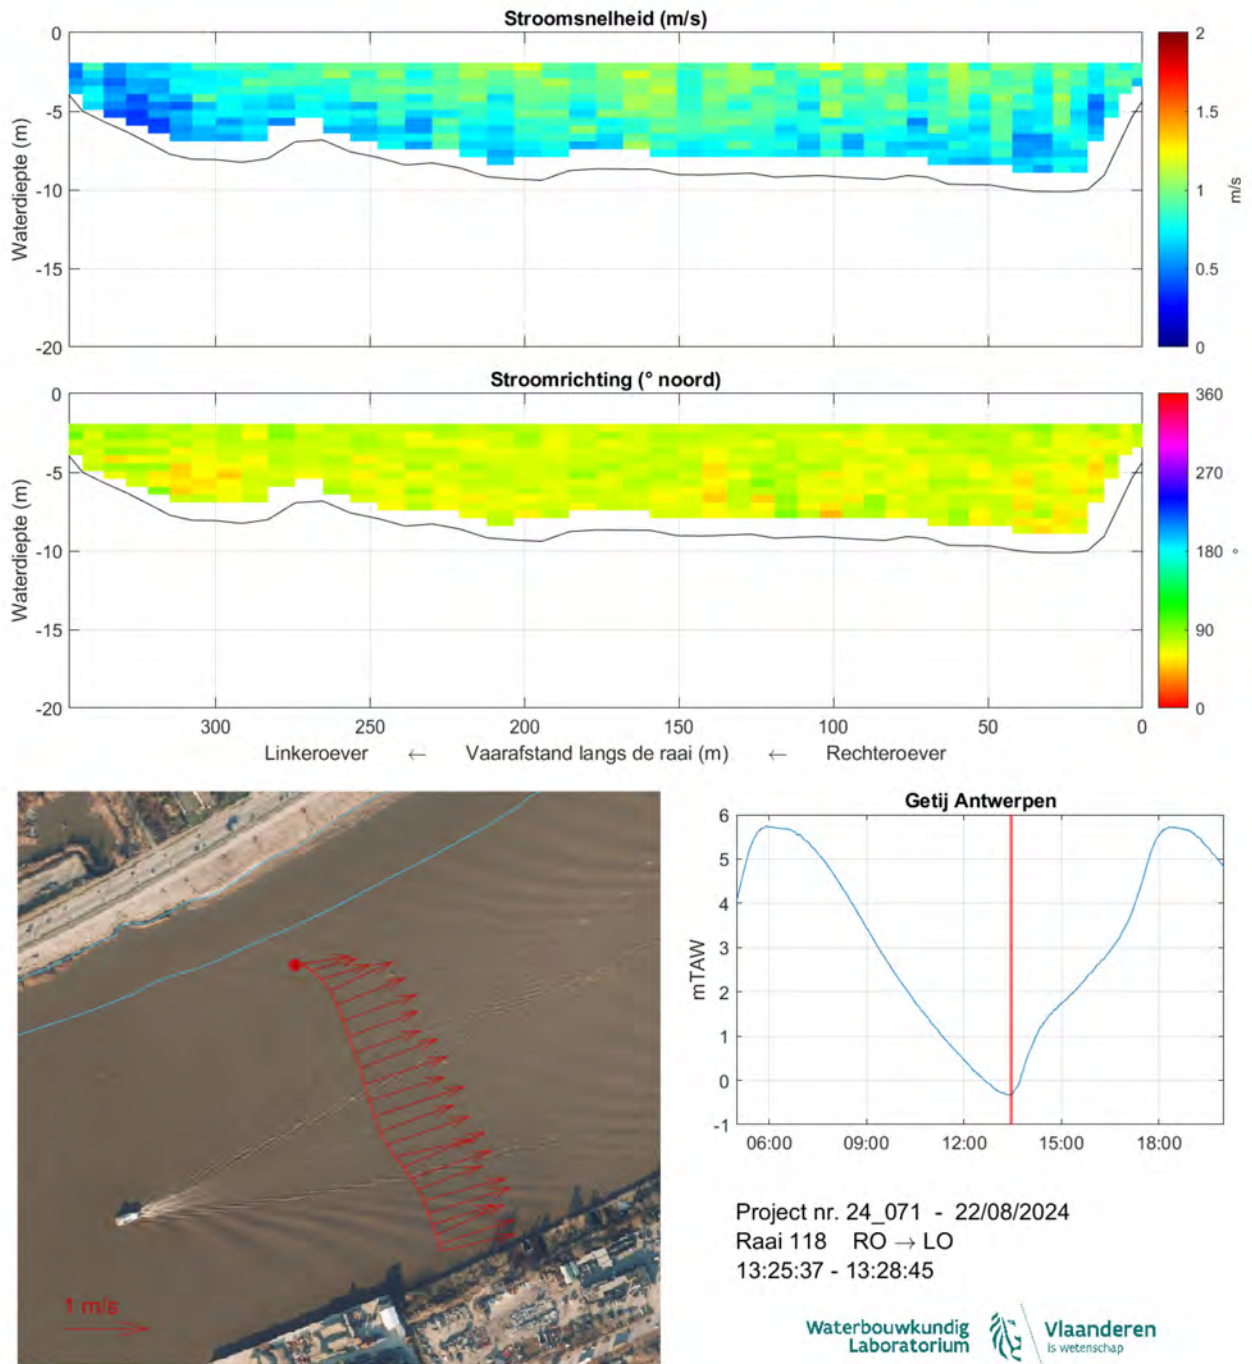 Stroomsnelheid (m/s)
0
-5
-10
-15
-20
Waterdiepte (m)
2
1.5
1
0.5
0
m/s
Stroomrichting (° noord)
0
-5
-10
-15
-20
Waterdiepte (m)
360
270
180
90
0
°
300 250 200 150 100 50 0
Linkeroever ← Vaarafstand langs de raai (m) ← Rechteroever
1 m/s
Getij Antwerpen
6
5
4
3
2
1
0
-1
mTAW
06:00 09:00 12:00 15:00 18:00
Project nr. 24_071 - 22/08/2024
Raai 118 RO → LO
13:25:37 - 13:28:45
Waterbouwkundig
Laboratorium
Vlaanderen
is wetenschap